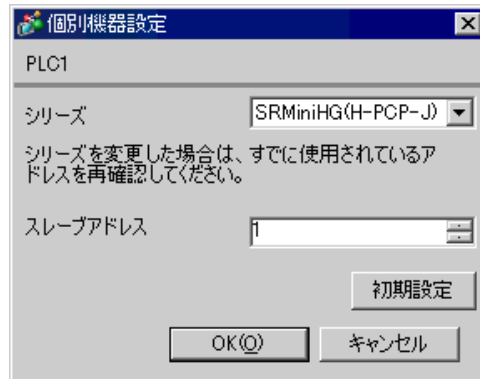 個別機器設定
PLC1
シリーズ SRMiniHG(H-PCP-J)
シリーズを変更した場合は、すでに使用されているア
ドレスを再確認してください。
スレーブアドレス 1
初期設定
OK(O) キャンセル